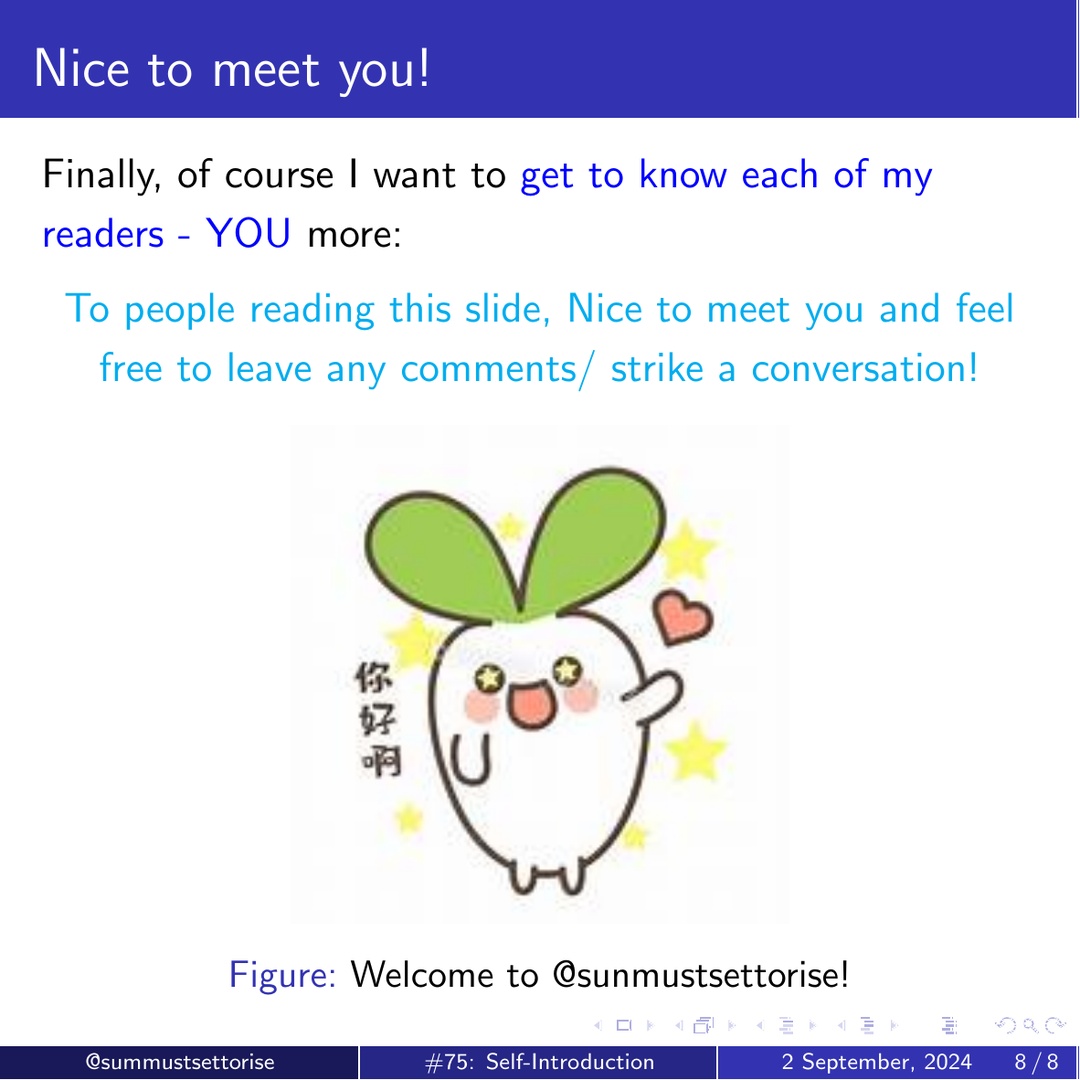 Nice to meet you!
Finally, of course I want to get to know each of my
readers - YOU more:
To people reading this slide, Nice to meet you and feel
free to leave any comments/ strike a conversation!
你好啊
Figure: Welcome to @sunmustsettorise!
@summustsettorise
#75: Self-Introduction
2 September, 2024
8 / 8